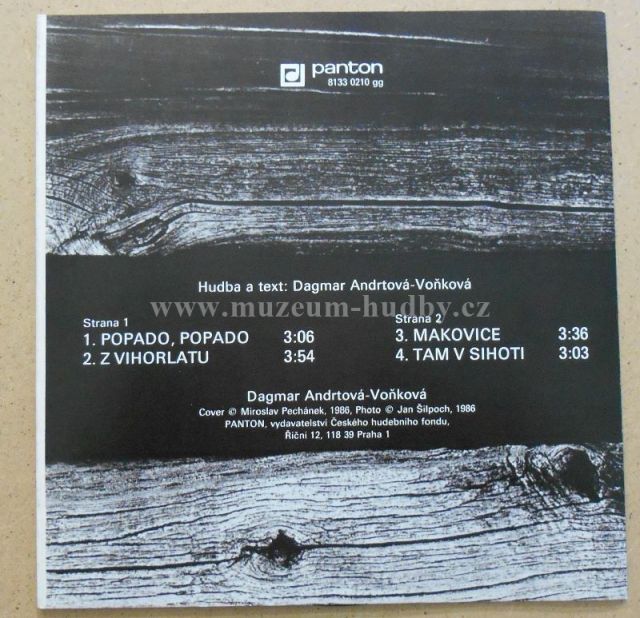 panton
8133 0210 gg
Hudba a text: Dagmar Andrtová-Voňková
www.muzeum-hudby.cz
Strana 1
1. POPADO, POPADO 3:06
2. Z VIHORLATU 3:54
Strana 2
3. MAKOVICE 3:36
4. TAM V SIHOTI 3:03
Dagmar Andrtová-Voňková
Cover © Miroslav Pechánek, 1986, Photo © Jan Šilpoch, 1986
PANTON, vydavatelství Českého hudebního fondu,
Říční 12, 118 39 Praha 1